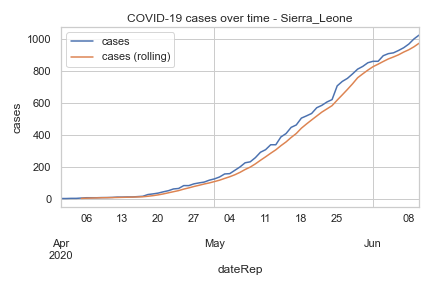 COVID-19 cases over time - Sierra_Leone
cases
cases (rolling)
1000
800
600
400
200
0
cases
06 13 20 27 04 11 18 25 08
Apr May Jun
2020
dateRep